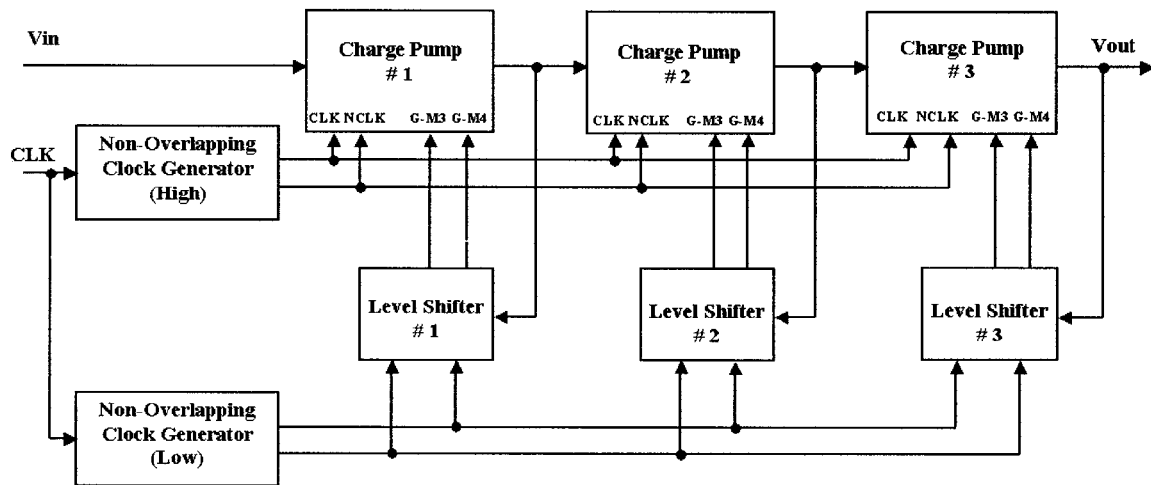 Vin
Charge Pump
# 1
CLK NCLK G-M3 G-M4
Charge Pump
#2
CLK NCLK G-M3 G-M4
Charge Pump
# 3
CLK NCLK G-M3 G-M4
Vout
CLK
Non-Overlapping
Clock Generator
(High)
Level Shifter
# 1
Level Shifter
# 2
Level Shifter
# 3
Non-Overlapping
Clock Generator
(Low)